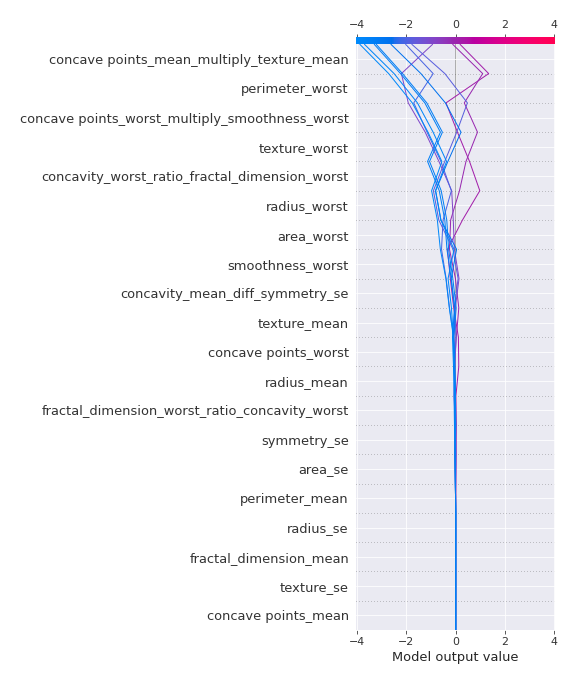 −4 −2 0 2 4
concave points_mean_multiply_texture_mean
perimeter_worst
concave points_worst_multiply_smoothness_worst
texture_worst
concavity_worst_ratio_fractal_dimension_worst
radius_worst
area_worst
smoothness_worst
concavity_mean_diff_symmetry_se
texture_mean
concave points_worst
radius_mean
fractal_dimension_worst_ratio_concavity_worst
symmetry_se
area_se
perimeter_mean
radius_se
fractal_dimension_mean
texture_se
concave points_mean
−4 −2 0 2 4
Model output value